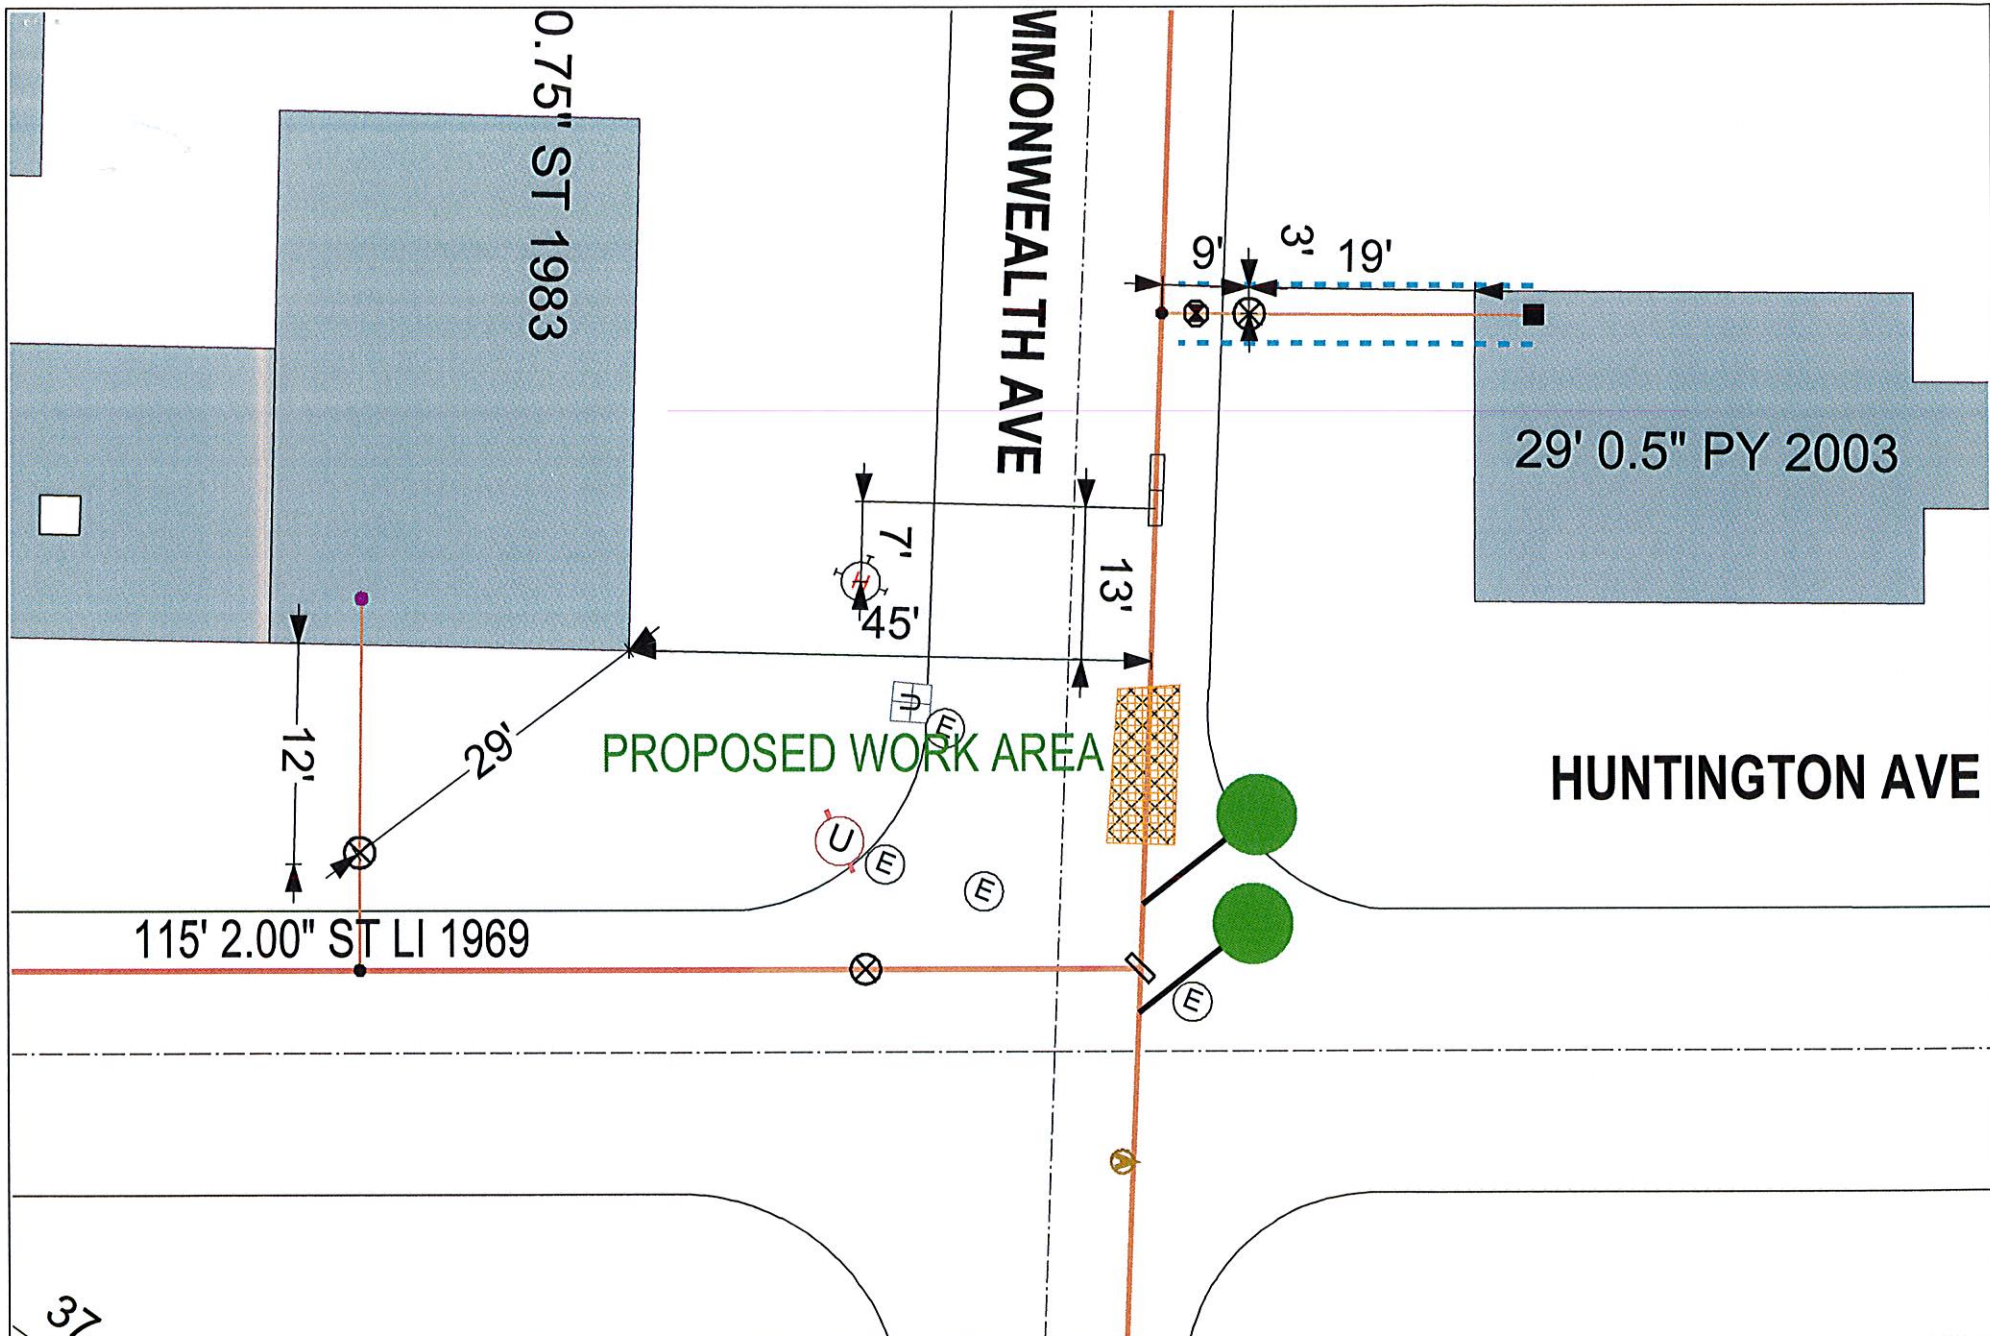 0.75" ST 1983
MMONWEALTH AVE
9'
3'
19'
29' 0.5" PY 2003
7'
13'
H
45'
U
E
12'
29'
PROPOSED WORK AREA
HUNTINGTON AVE
U
E
E
115' 2.00" ST LI 1969
E
37